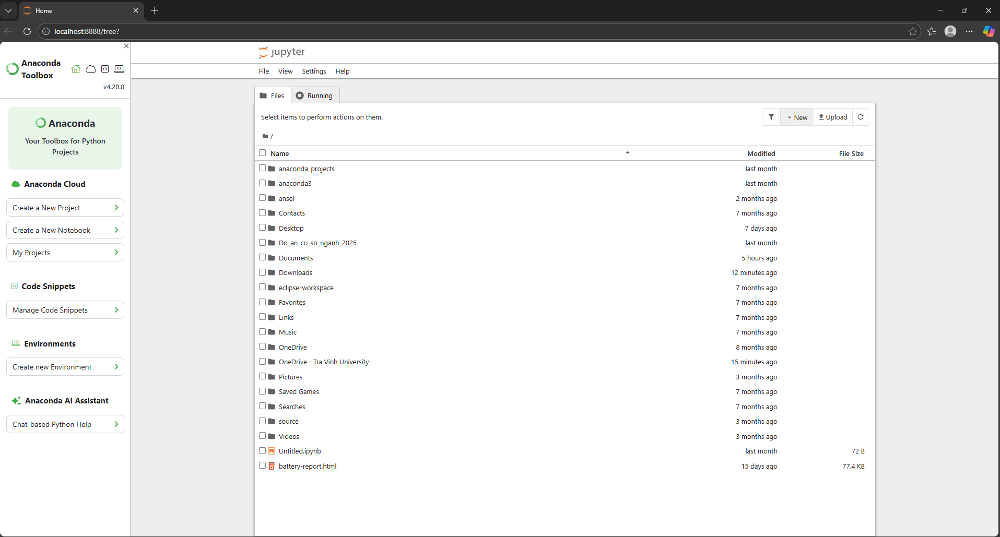 Home
localhost:8888/tree?
Anaconda
Toolbox
v4.20.0
Anaconda
Your Toolbox for Python
Projects
Anaconda Cloud
Create a New Project
Create a New Notebook
My Projects
Code Snippets
Manage Code Snippets
Environments
Create new Environment
Anaconda AI Assistant
Chat-based Python Help
jupyter
File View Settings Help
Files Running
Select items to perform actions on them.
New Upload
/
Name Modified File Size
anaconda_projects last month
anaconda3 last month
ansel 2 months ago
Contacts 7 months ago
Desktop 7 days ago
Do_an_co_so_nganh_2025 last month
Documents 5 hours ago
Downloads 12 minutes ago
eclipse-workspace 7 months ago
Favorites 7 months ago
Links 7 months ago
Music 7 months ago
OneDrive 8 months ago
OneDrive - Tra Vinh University 15 minutes ago
Pictures 3 months ago
Saved Games 7 months ago
Searches 7 months ago
source 3 months ago
Videos 3 months ago
Untitled.ipynb last month 72 B
battery-report.html 15 days ago 77.4 KB